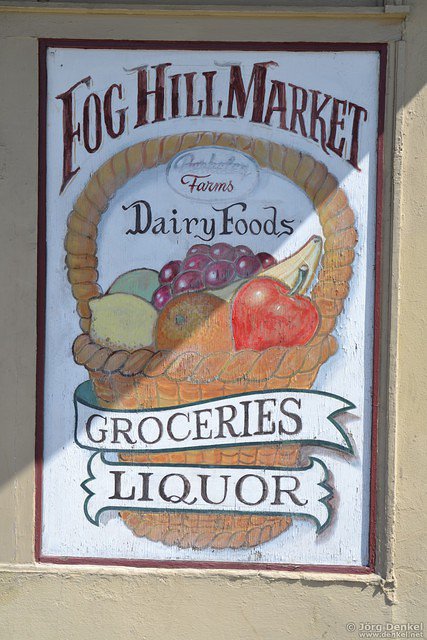 FOG HILL MARKET
Farms
Dairy Foods
GROCERIES
LIQUOR
© Jörg Denkel
www.denkel.net